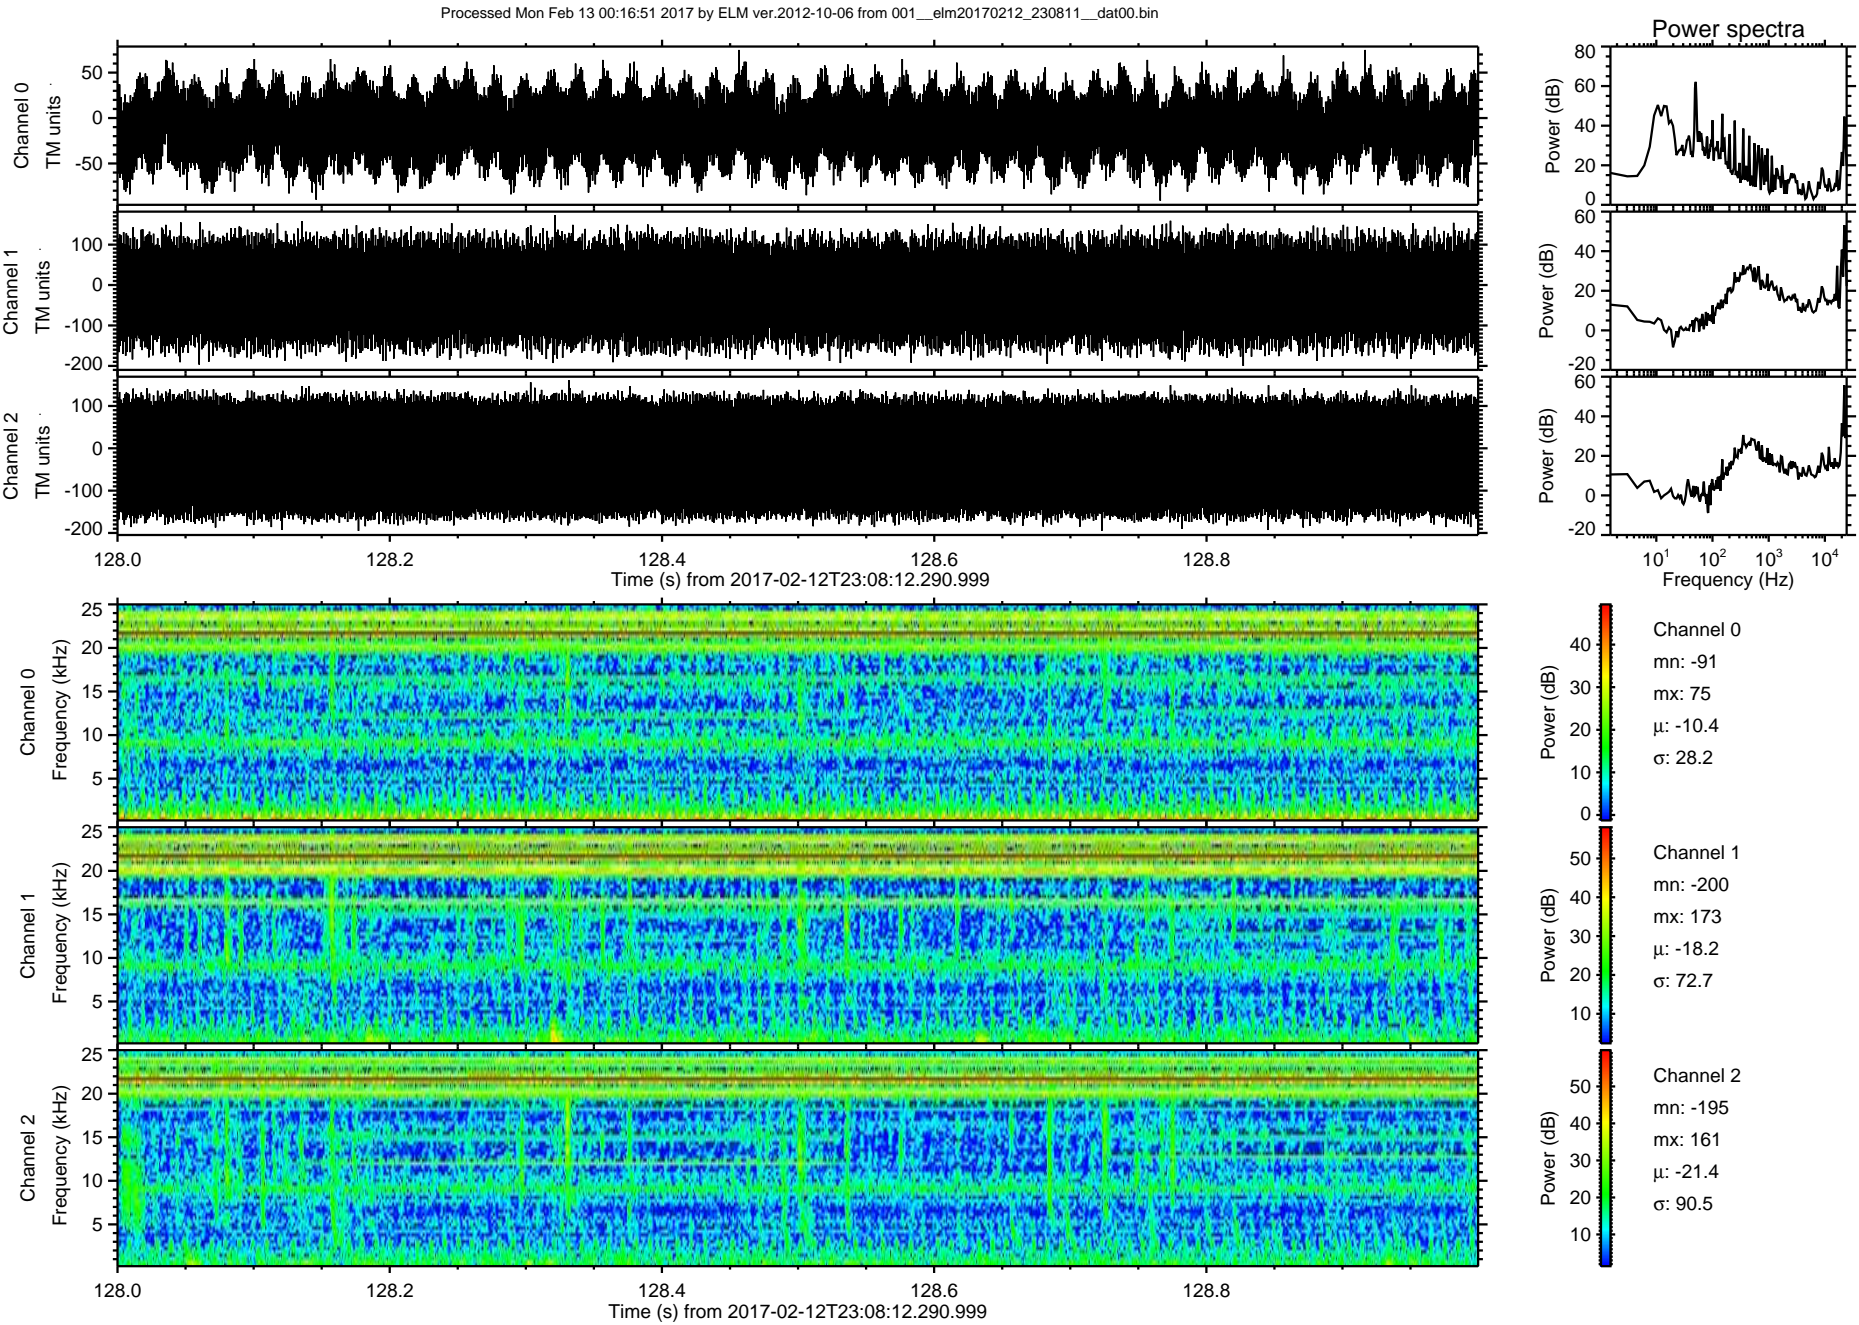 Processed Mon Feb 13 00:16:51 2017 by ELM ver.2012-10-06 from 001__elm20170212_230811__dat00.bin
Power spectra
Channel 0
TM units
50
0
-50
Power (dB)
80
60
40
20
0
Channel 1
TM units
100
0
-100
-200
Power (dB)
60
40
20
0
-20
Channel 2
TM units
100
0
-100
-200
Power (dB)
60
40
20
0
-20
128.0 128.2 128.4 128.6 128.8
Time (s) from 2017-02-12T23:08:12.290.999
10^1 10^2 10^3 10^4
Frequency (Hz)
Channel 0
Frequency (kHz)
25
20
15
10
5
Power (dB)
40
30
20
10
0
Channel 0
mn: -91
mx: 75
μ: -10.4
σ: 28.2
Channel 1
Frequency (kHz)
25
20
15
10
5
Power (dB)
50
40
30
20
10
Channel 1
mn: -200
mx: 173
μ: -18.2
σ: 72.7
Channel 2
Frequency (kHz)
25
20
15
10
5
Power (dB)
50
40
30
20
10
Channel 2
mn: -195
mx: 161
μ: -21.4
σ: 90.5
128.0 128.2 128.4 128.6 128.8
Time (s) from 2017-02-12T23:08:12.290.999